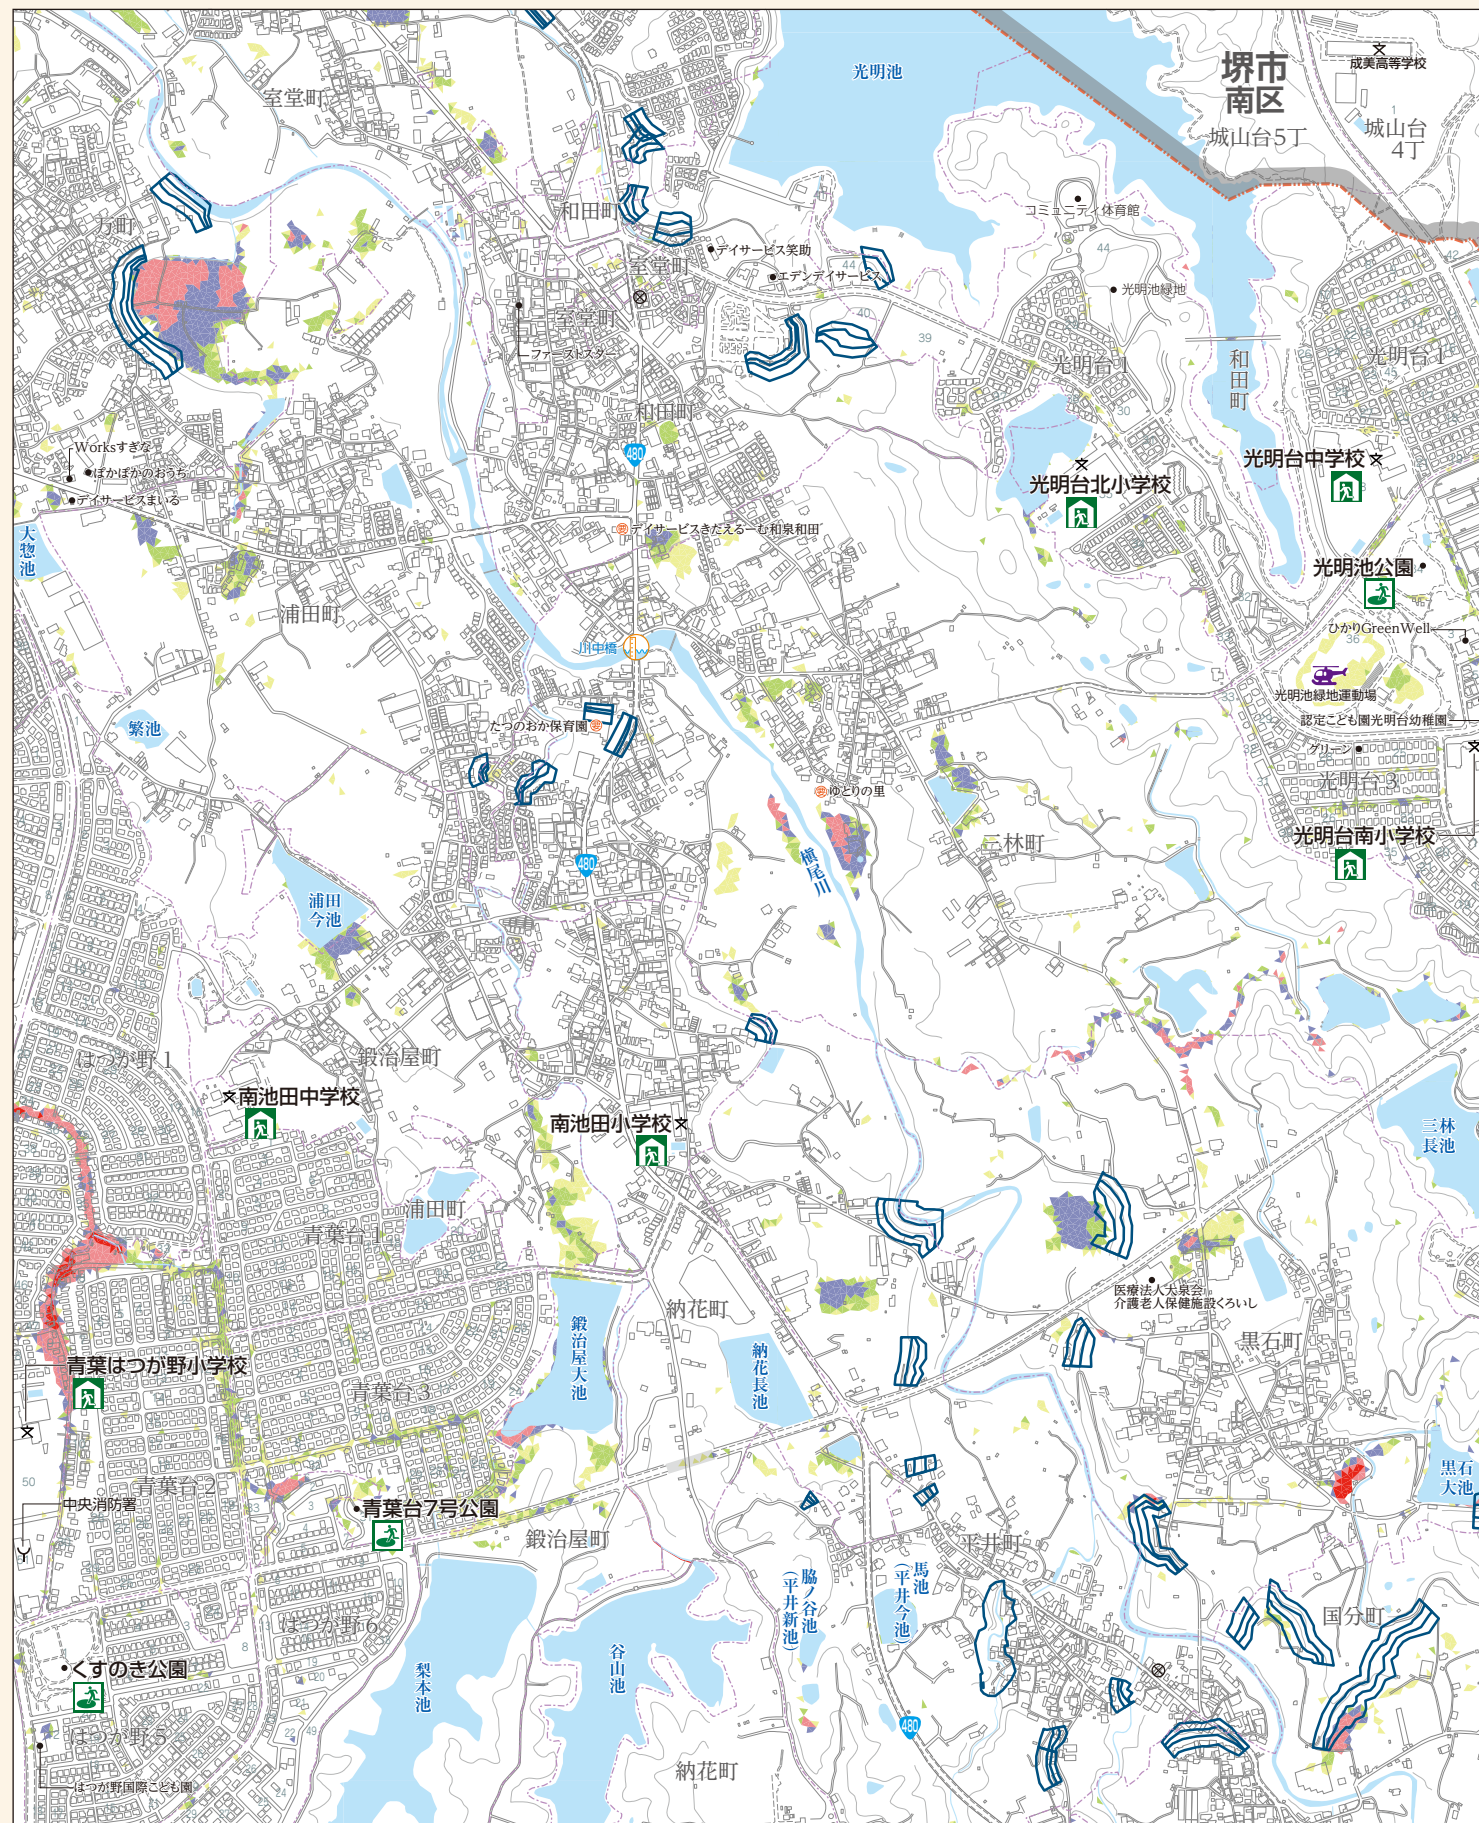 光明池
堺市
南区
成美高等学校
城山台5丁
城山台
4丁
室堂町
万町
和田町
コミュニティ体育館
デイサービス笑助
室堂町
エデンデイサービス
44
44
42
光明池緑地
室堂町
40
39
ファーストスター
光明台1
和田町
光明台1
45
30
和田町
480
Worksすぎな
ぽかぽかのおうち
デイサービスまいる
光明台中学校
光明台北小学校
大惣池
デイサービスきたえるーむ和泉和田
光明池公園
浦田町
ひかりGreenWell
36
川中橋
光明池緑地運動場
認定こども園光明台幼稚園
たつのおか保育園
繁池
グリーン
光明台3
ゆとりの里
光明台南小学校
三林町
480
槇尾川
浦田
今池
はつが野1
鍛治屋町
南池田中学校
南池田小学校
三林
長池
浦田町
青葉台1
医療法人大泉会
介護老人保健施設くろいし
納花町
黒石町
鍛治屋大池
納花長池
青葉はつが野小学校
青葉台3
50
青葉台2
黒石
大池
中央消防署
33
3
青葉台7号公園
鍛治屋町
平井町
馬池
(平井今池)
脇ノ谷池
(平井新池)
国分町
はつが野6
8
谷山池
梨本池
くすのき公園
480
22
49
はつが野5
納花町
はつが野国際こども園
24